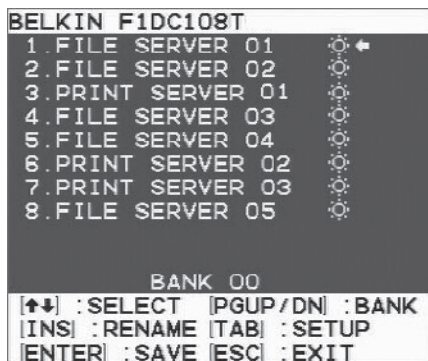 BELKIN F1DC108T
1.FILE SERVER 01
2.FILE SERVER 02
3.PRINT SERVER 01
4.FILE SERVER 03
5.FILE SERVER 04
6.PRINT SERVER 02
7.PRINT SERVER 03
8.FILE SERVER 05
BANK 00
[↑↓] :SELECT [PGUP/DN] :BANK
[INS] :RENAME [TAB] :SETUP
[ENTER] :SAVE [ESC] :EXIT